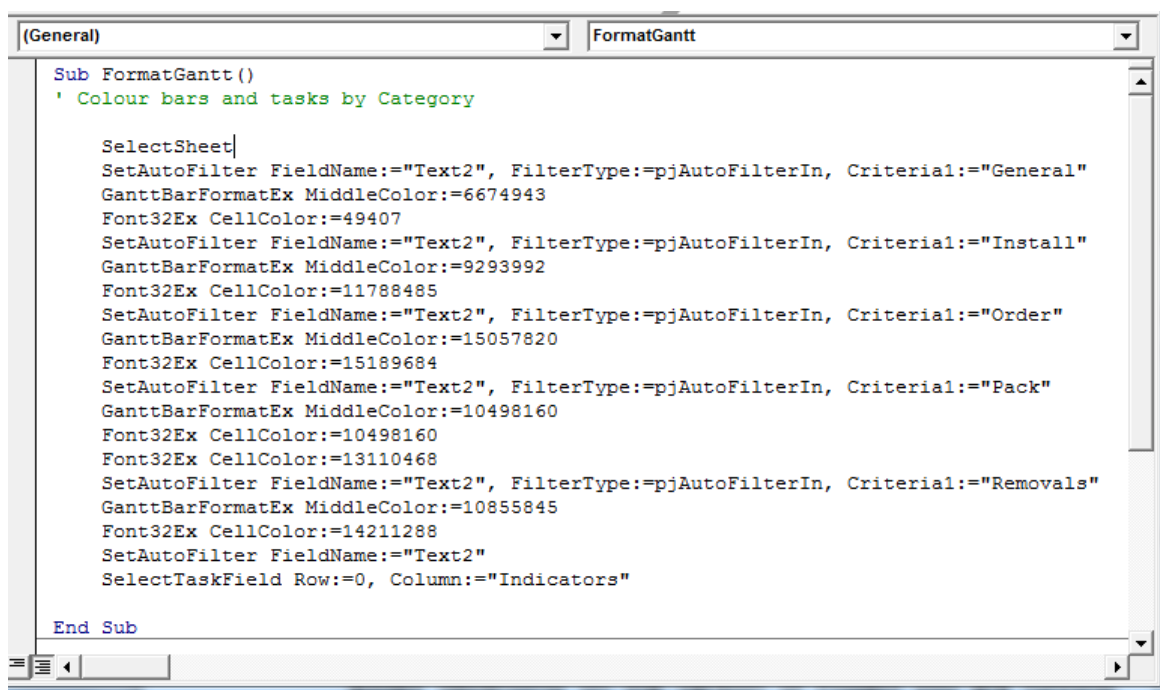 (General)
FormatGantt
Sub FormatGantt()
' Colour bars and tasks by Category
SelectSheet
SetAutoFilter FieldName:="Text2", FilterType:=pjAutoFilterIn, Criteria1:="General"
GanttBarFormatEx MiddleColor:=6674943
Font32Ex CellColor:=49407
SetAutoFilter FieldName:="Text2", FilterType:=pjAutoFilterIn, Criteria1:="Install"
GanttBarFormatEx MiddleColor:=9293992
Font32Ex CellColor:=11788485
SetAutoFilter FieldName:="Text2", FilterType:=pjAutoFilterIn, Criteria1:="Order"
GanttBarFormatEx MiddleColor:=15057820
Font32Ex CellColor:=15189684
SetAutoFilter FieldName:="Text2", FilterType:=pjAutoFilterIn, Criteria1:="Pack"
GanttBarFormatEx MiddleColor:=10498160
Font32Ex CellColor:=10498160
Font32Ex CellColor:=13110468
SetAutoFilter FieldName:="Text2", FilterType:=pjAutoFilterIn, Criteria1:="Removals"
GanttBarFormatEx MiddleColor:=10855845
Font32Ex CellColor:=14211288
SetAutoFilter FieldName:="Text2"
SelectTaskField Row:=0, Column:="Indicators"
End Sub